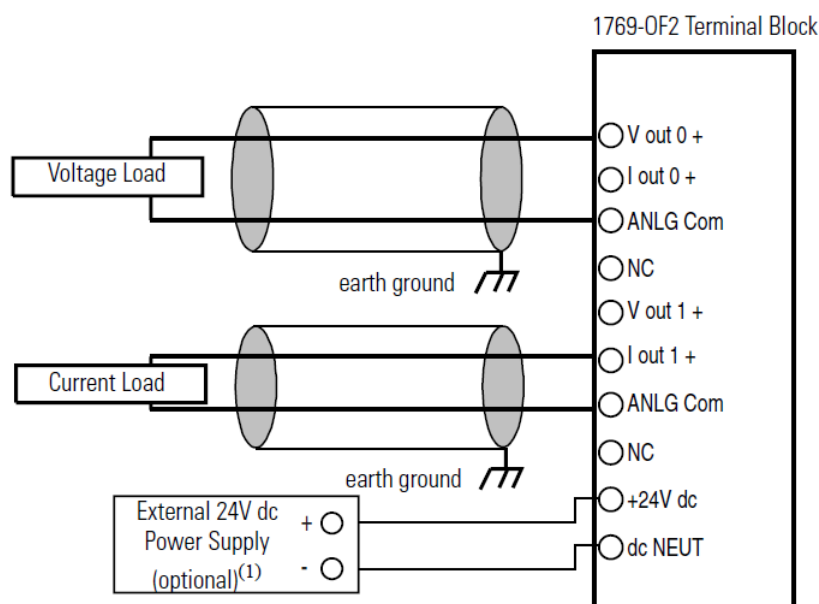 1769-OF2 Terminal Block
V out 0 +
Voltage Load
I out 0 +
ANLG Com
NC
earth ground
V out 1 +
I out 1 +
Current Load
ANLG Com
NC
earth ground
+24V dc
External 24V dc
Power Supply
(optional)(1)
+
-
dc NEUT